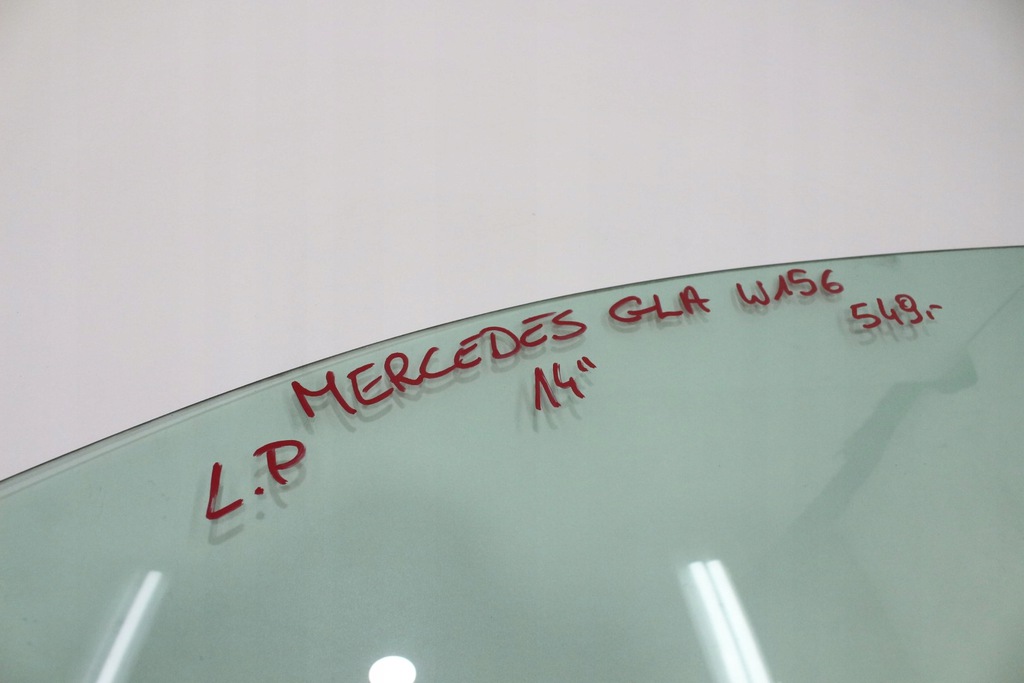 MERCEDES GLA W156
549.-
14"
L.P